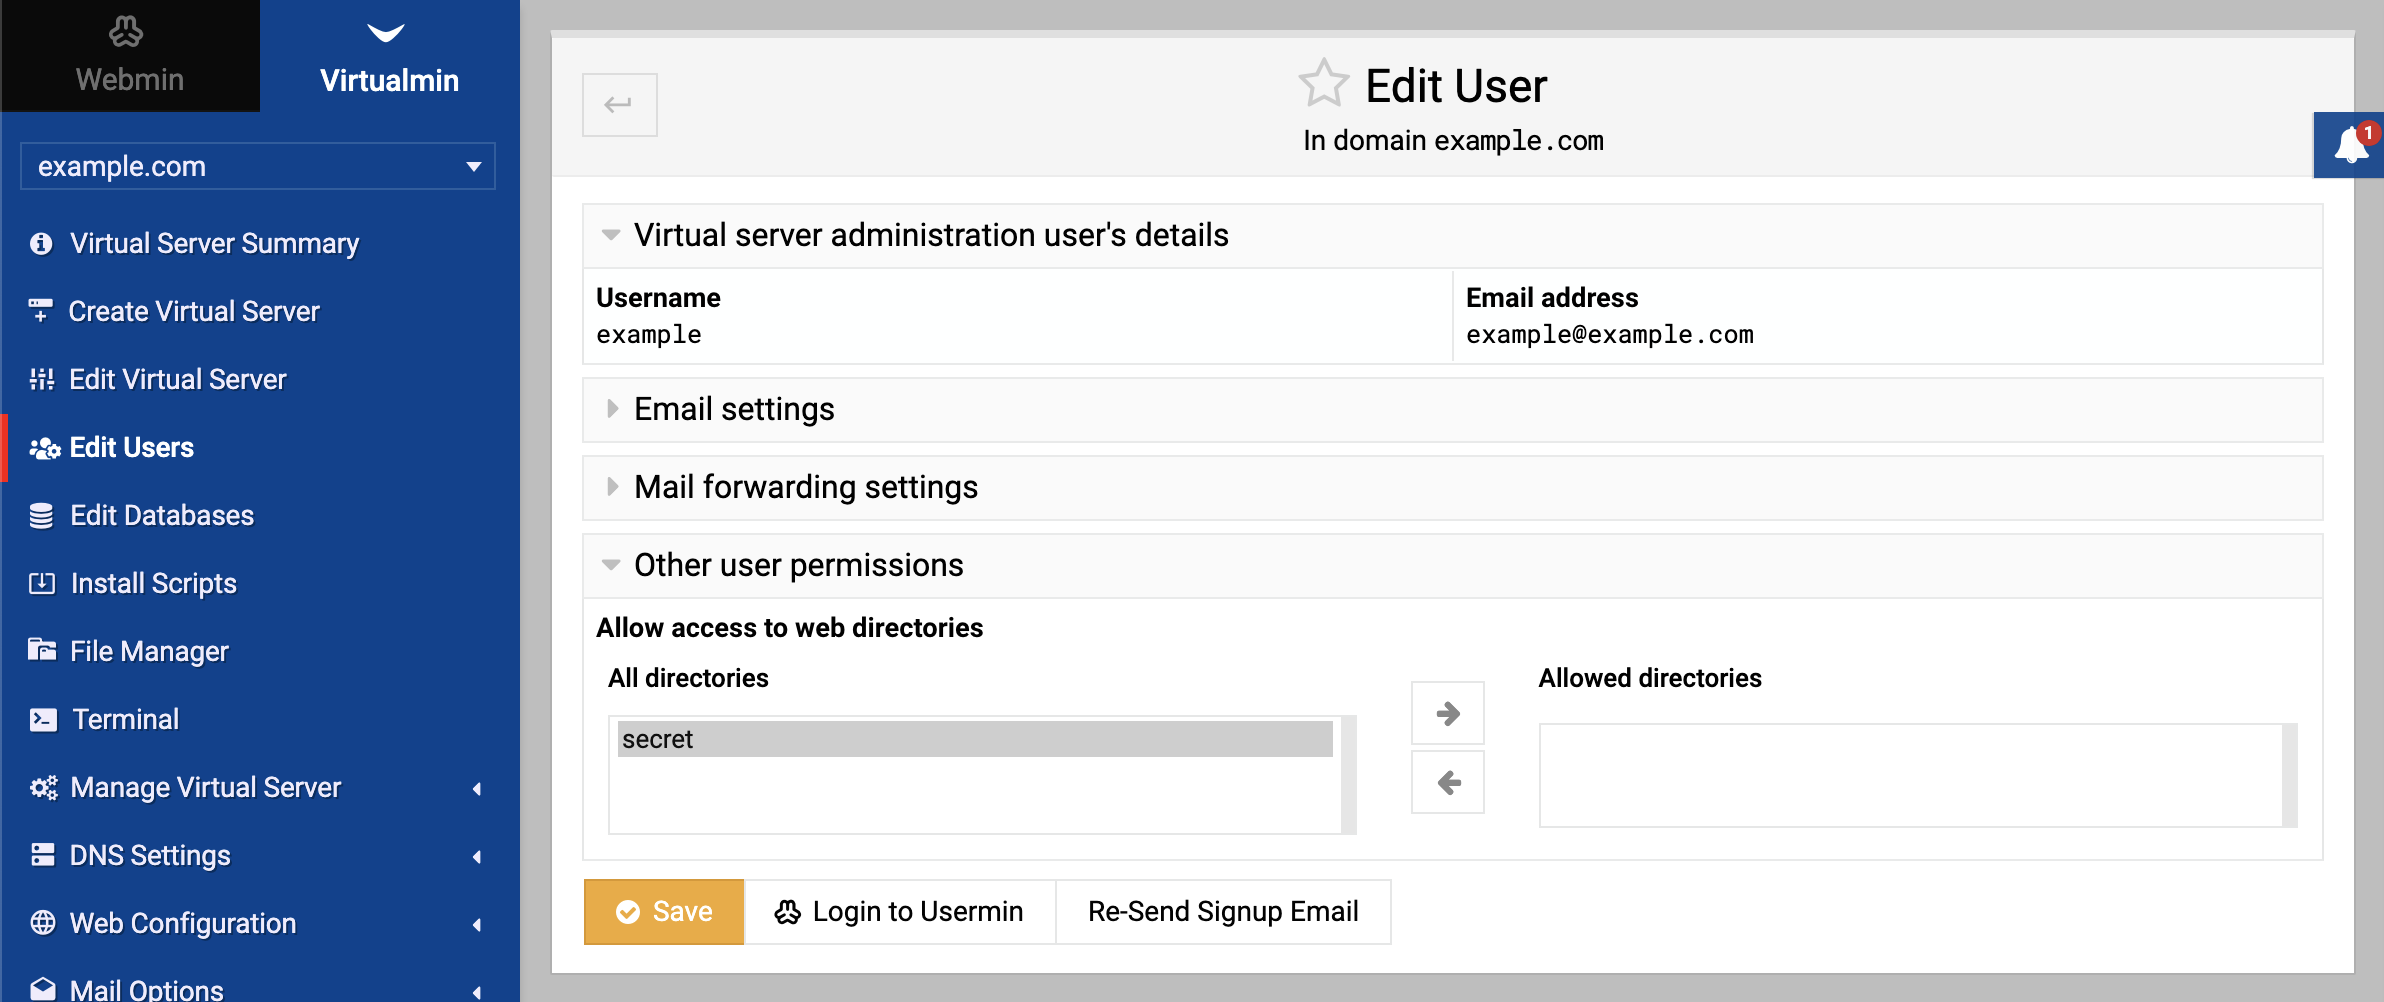 Webmin
Virtualmin
example.com
Virtual Server Summary
Create Virtual Server
Edit Virtual Server
Edit Users
Edit Databases
Install Scripts
File Manager
Terminal
Manage Virtual Server
DNS Settings
Web Configuration
Mail Options
Edit User
In domain example.com
1
Virtual server administration user's details
Username
example
Email address
example@example.com
Email settings
Mail forwarding settings
Other user permissions
Allow access to web directories
All directories
secret
Allowed directories
Save
Login to Usermin
Re-Send Signup Email